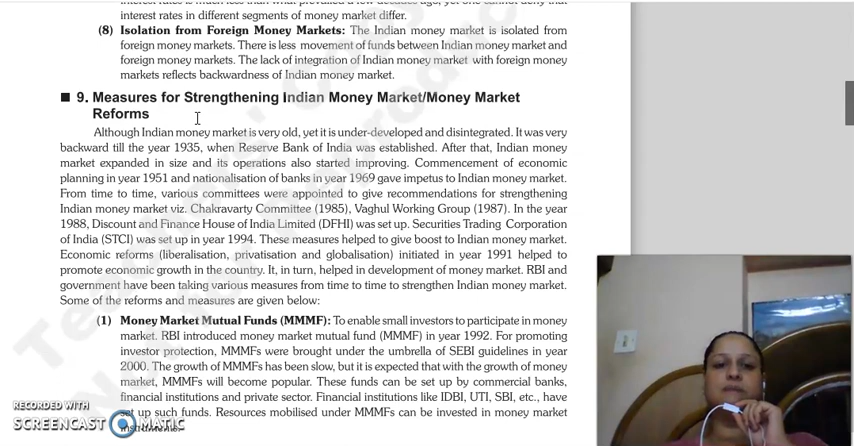 interest rates in different segments of money market differ.
(8) Isolation from Foreign Money Markets: The Indian money market is isolated from
foreign money markets. There is less movement of funds between Indian money market and
foreign money markets. The lack of integration of Indian money market with foreign money
markets reflects backwardness of Indian money market.
■ 9. Measures for Strengthening Indian Money Market/Money Market
Reforms
Although Indian money market is very old, yet it is under-developed and disintegrated. It was very
backward till the year 1935, when Reserve Bank of India was established. After that, Indian money
market expanded in size and its operations also started improving. Commencement of economic
planning in year 1951 and nationalisation of banks in year 1969 gave impetus to Indian money market.
From time to time, various committees were appointed to give recommendations for strengthening
Indian money market viz. Chakravarty Committee (1985), Vaghul Working Group (1987). In the year
1988, Discount and Finance House of India Limited (DFHI) was set up. Securities Trading Corporation
of India (STCI) was set up in year 1994. These measures helped to give boost to Indian money market.
Economic reforms (liberalisation, privatisation and globalisation) initiated in year 1991 helped to
promote economic growth in the country. It, in turn, helped in development of money market. RBI and
government have been taking various measures from time to time to strengthen Indian money market.
Some of the reforms and measures are given below:
(1) Money Market Mutual Funds (MMMF): To enable small investors to participate in money
market. RBI introduced money market mutual fund (MMMF) in year 1992. For promoting
investor protection, MMMFs were brought under the umbrella of SEBI guidelines in year
2000. The growth of MMMFs has been slow, but it is expected that with the growth of money
market, MMMFs will become popular. These funds can be set up by commercial banks,
financial institutions and private sector. Financial institutions like IDBI, UTI, SBI, etc., have
set up such funds. Resources mobilised under MMMFs can be invested in money market
RECORDED WITH
SCREENCAST MATIC